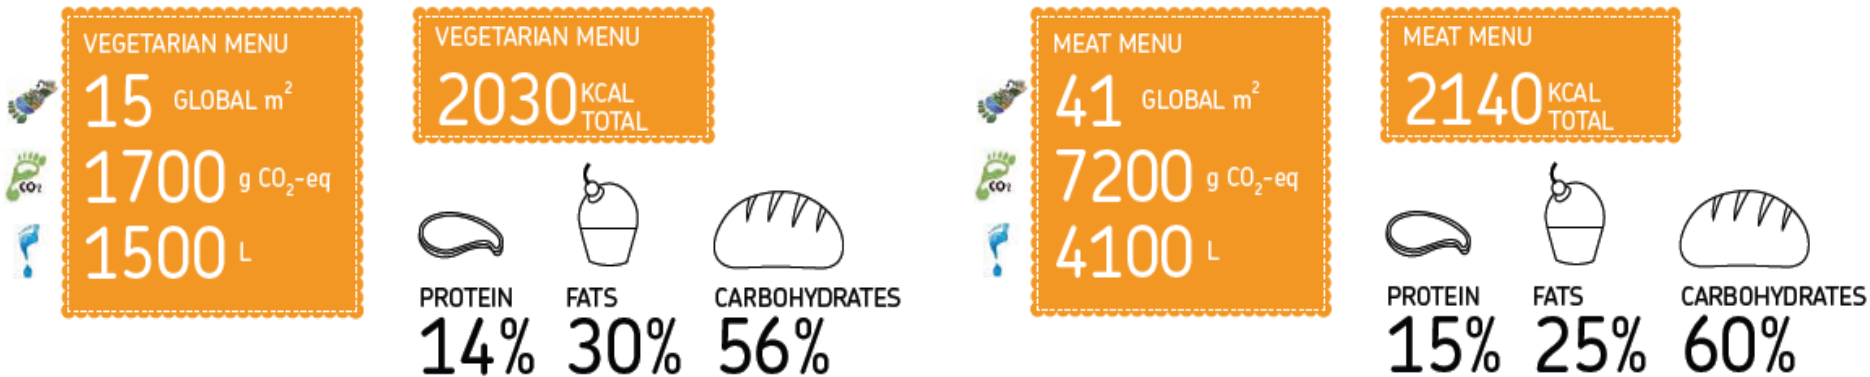 VEGETARIAN MENU
15 GLOBAL m²
CO₂
1700 g CO₂-eq
1500 L
VEGETARIAN MENU
2030 KCAL
TOTAL
PROTEIN FATS CARBOHYDRATES
14% 30% 56%
MEAT MENU
41 GLOBAL m²
CO₂
7200 g CO₂-eq
4100 L
MEAT MENU
2140 KCAL
TOTAL
PROTEIN FATS CARBOHYDRATES
15% 25% 60%